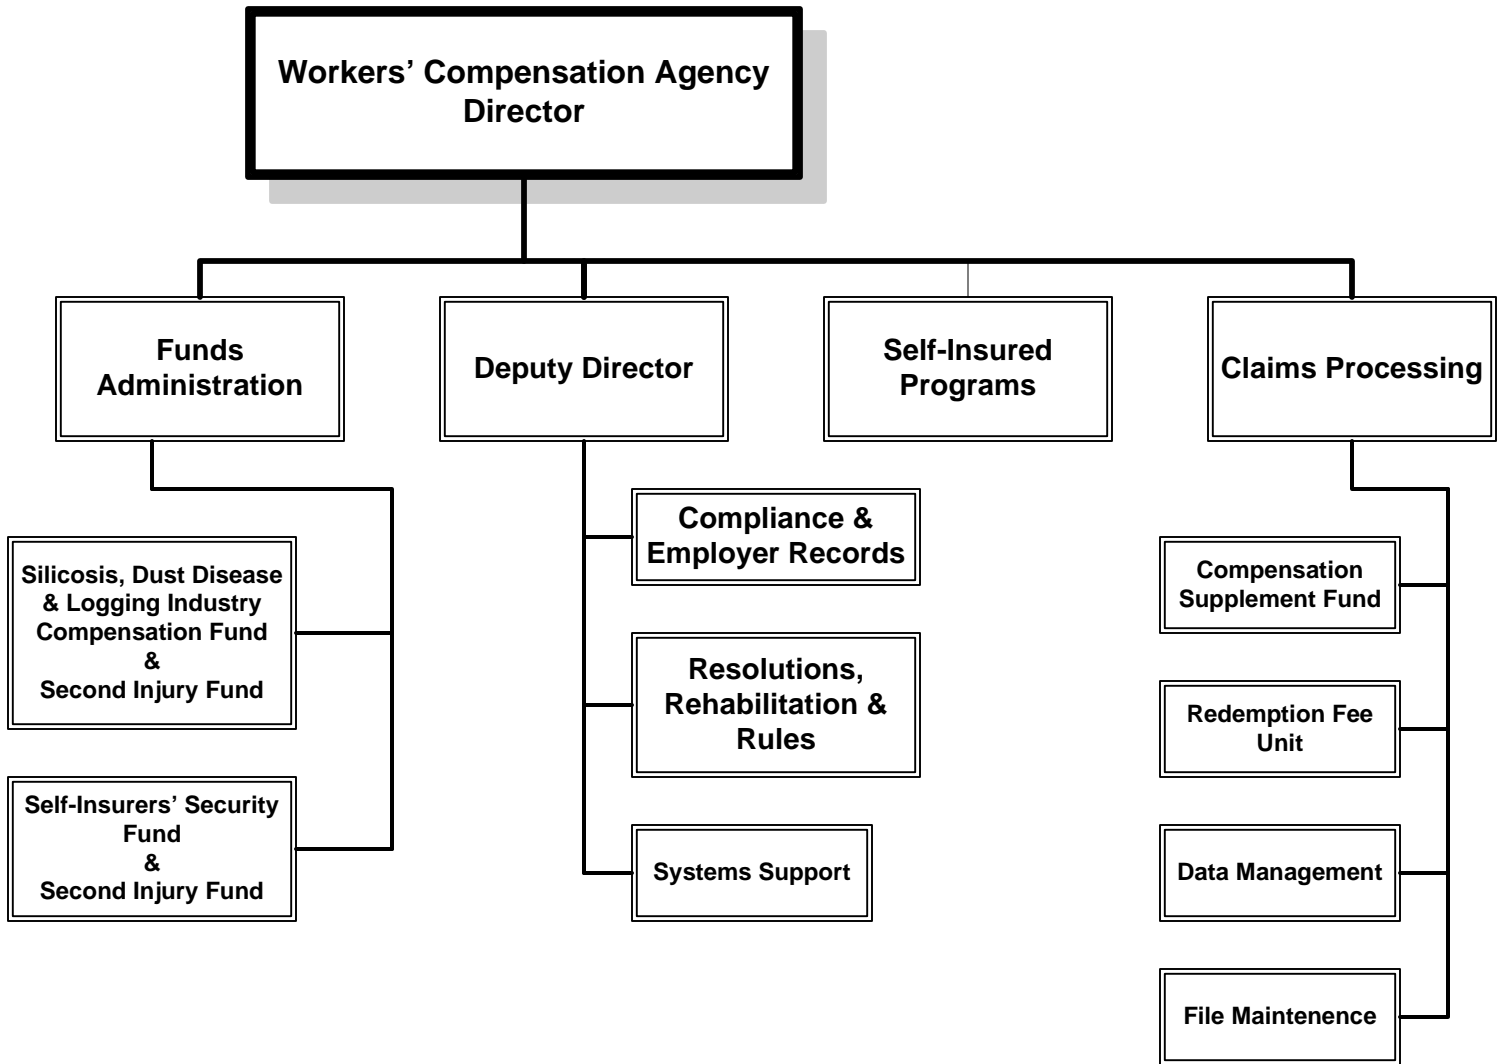 Workers’ Compensation Agency
Director
Funds
Administration
Deputy Director
Self-Insured
Programs
Claims Processing
Silicosis, Dust Disease
& Logging Industry
Compensation Fund
&
Second Injury Fund
Self-Insurers’ Security
Fund
&
Second Injury Fund
Compliance &
Employer Records
Resolutions,
Rehabilitation &
Rules
Systems Support
Compensation
Supplement Fund
Redemption Fee
Unit
Data Management
File Maintenence